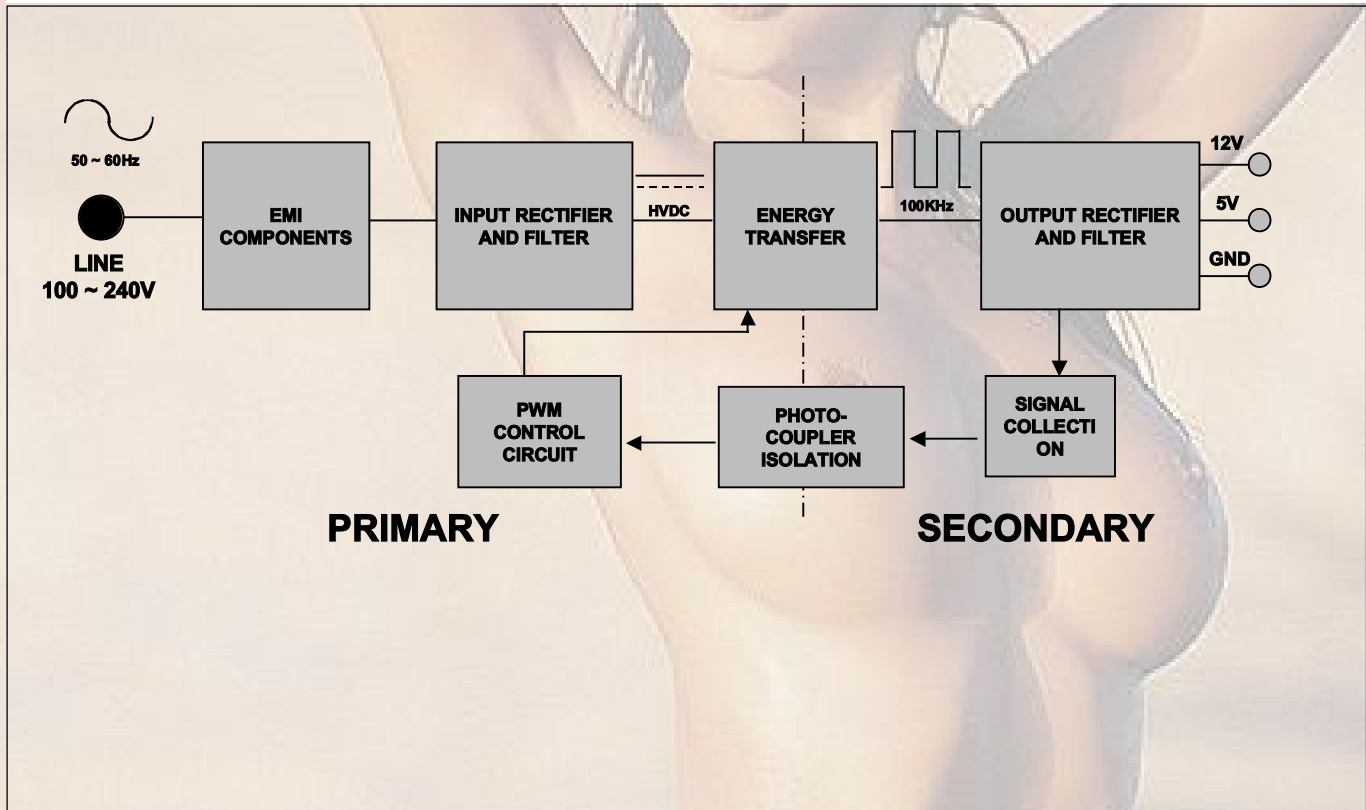 50 ~ 60Hz
LINE
100 ~ 240V
EMI
COMPONENTS
INPUT RECTIFIER
AND FILTER
HVDC
ENERGY
TRANSFER
100KHz
OUTPUT RECTIFIER
AND FILTER
12V
5V
GND
PWM
CONTROL
CIRCUIT
PHOTO-
COUPLER
ISOLATION
SIGNAL
COLLECTI
ON
PRIMARY
SECONDARY